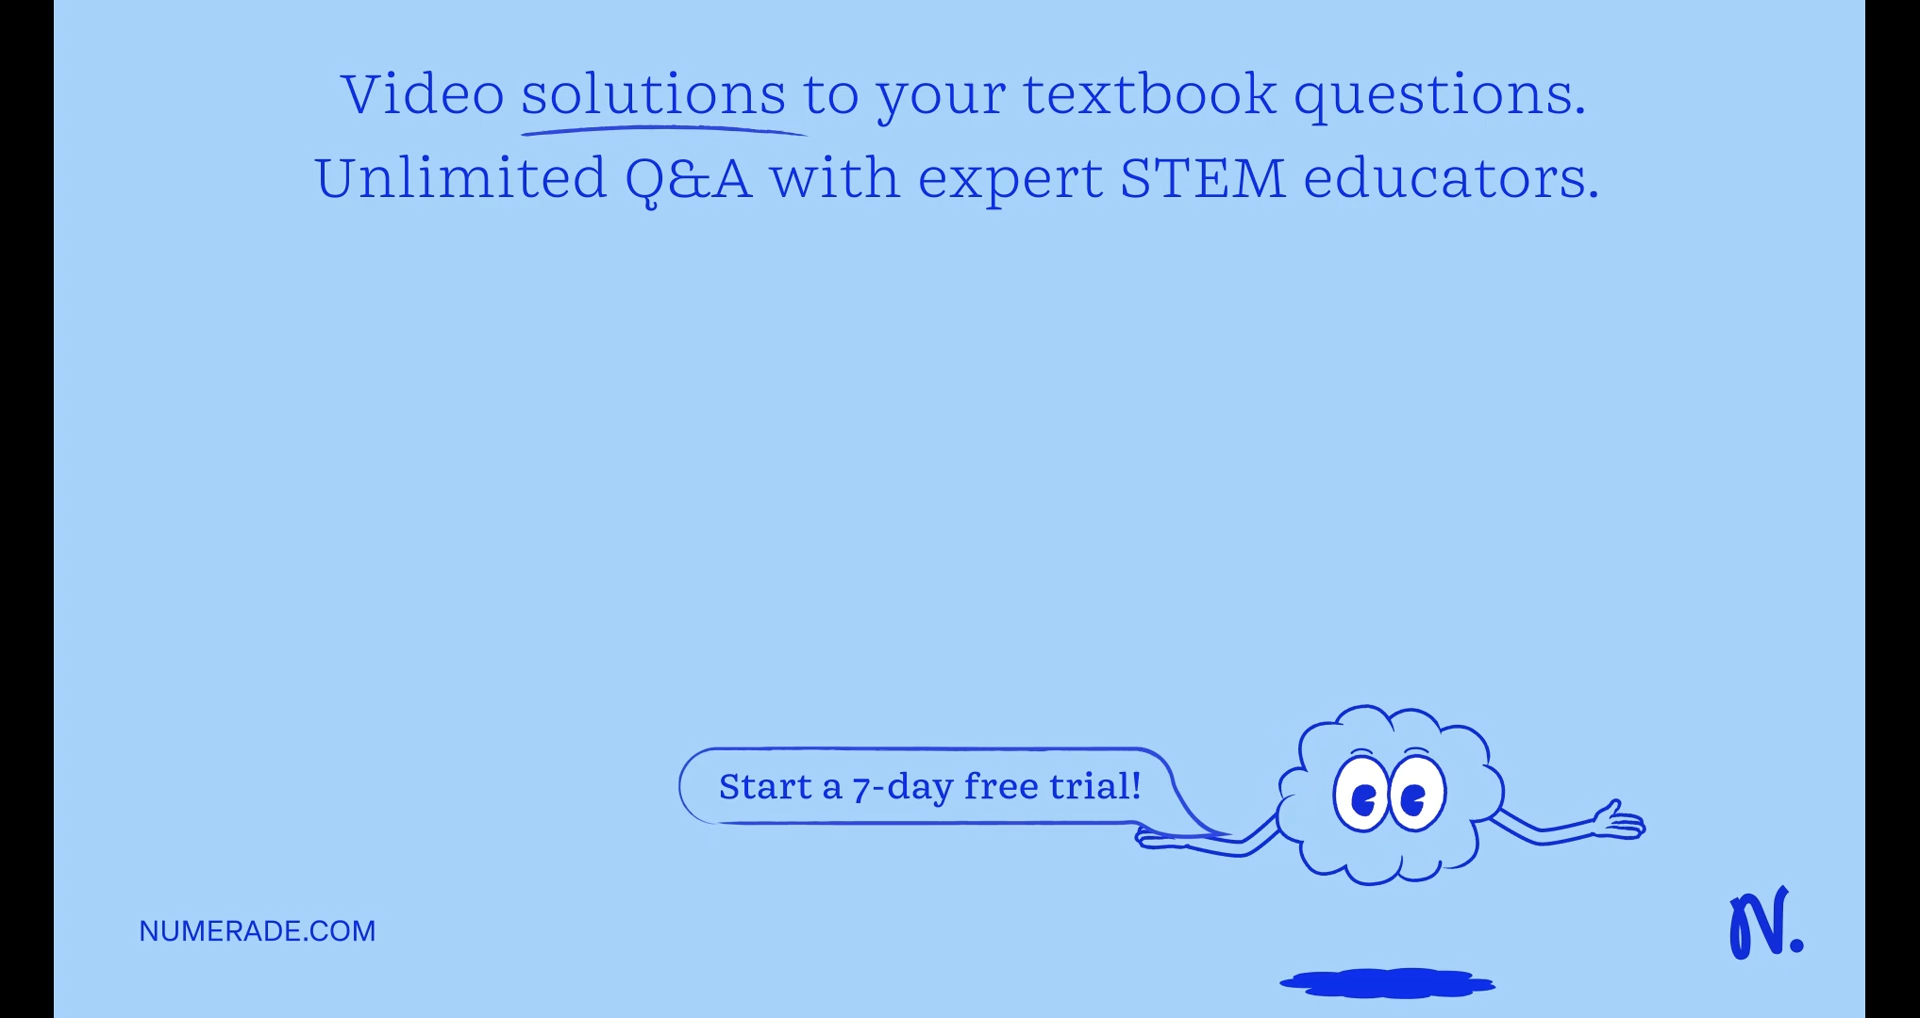 Video solutions to your textbook questions.
Unlimited Q&A with expert STEM educators.
Start a 7-day free trial!
NUMERADE.COM
N.